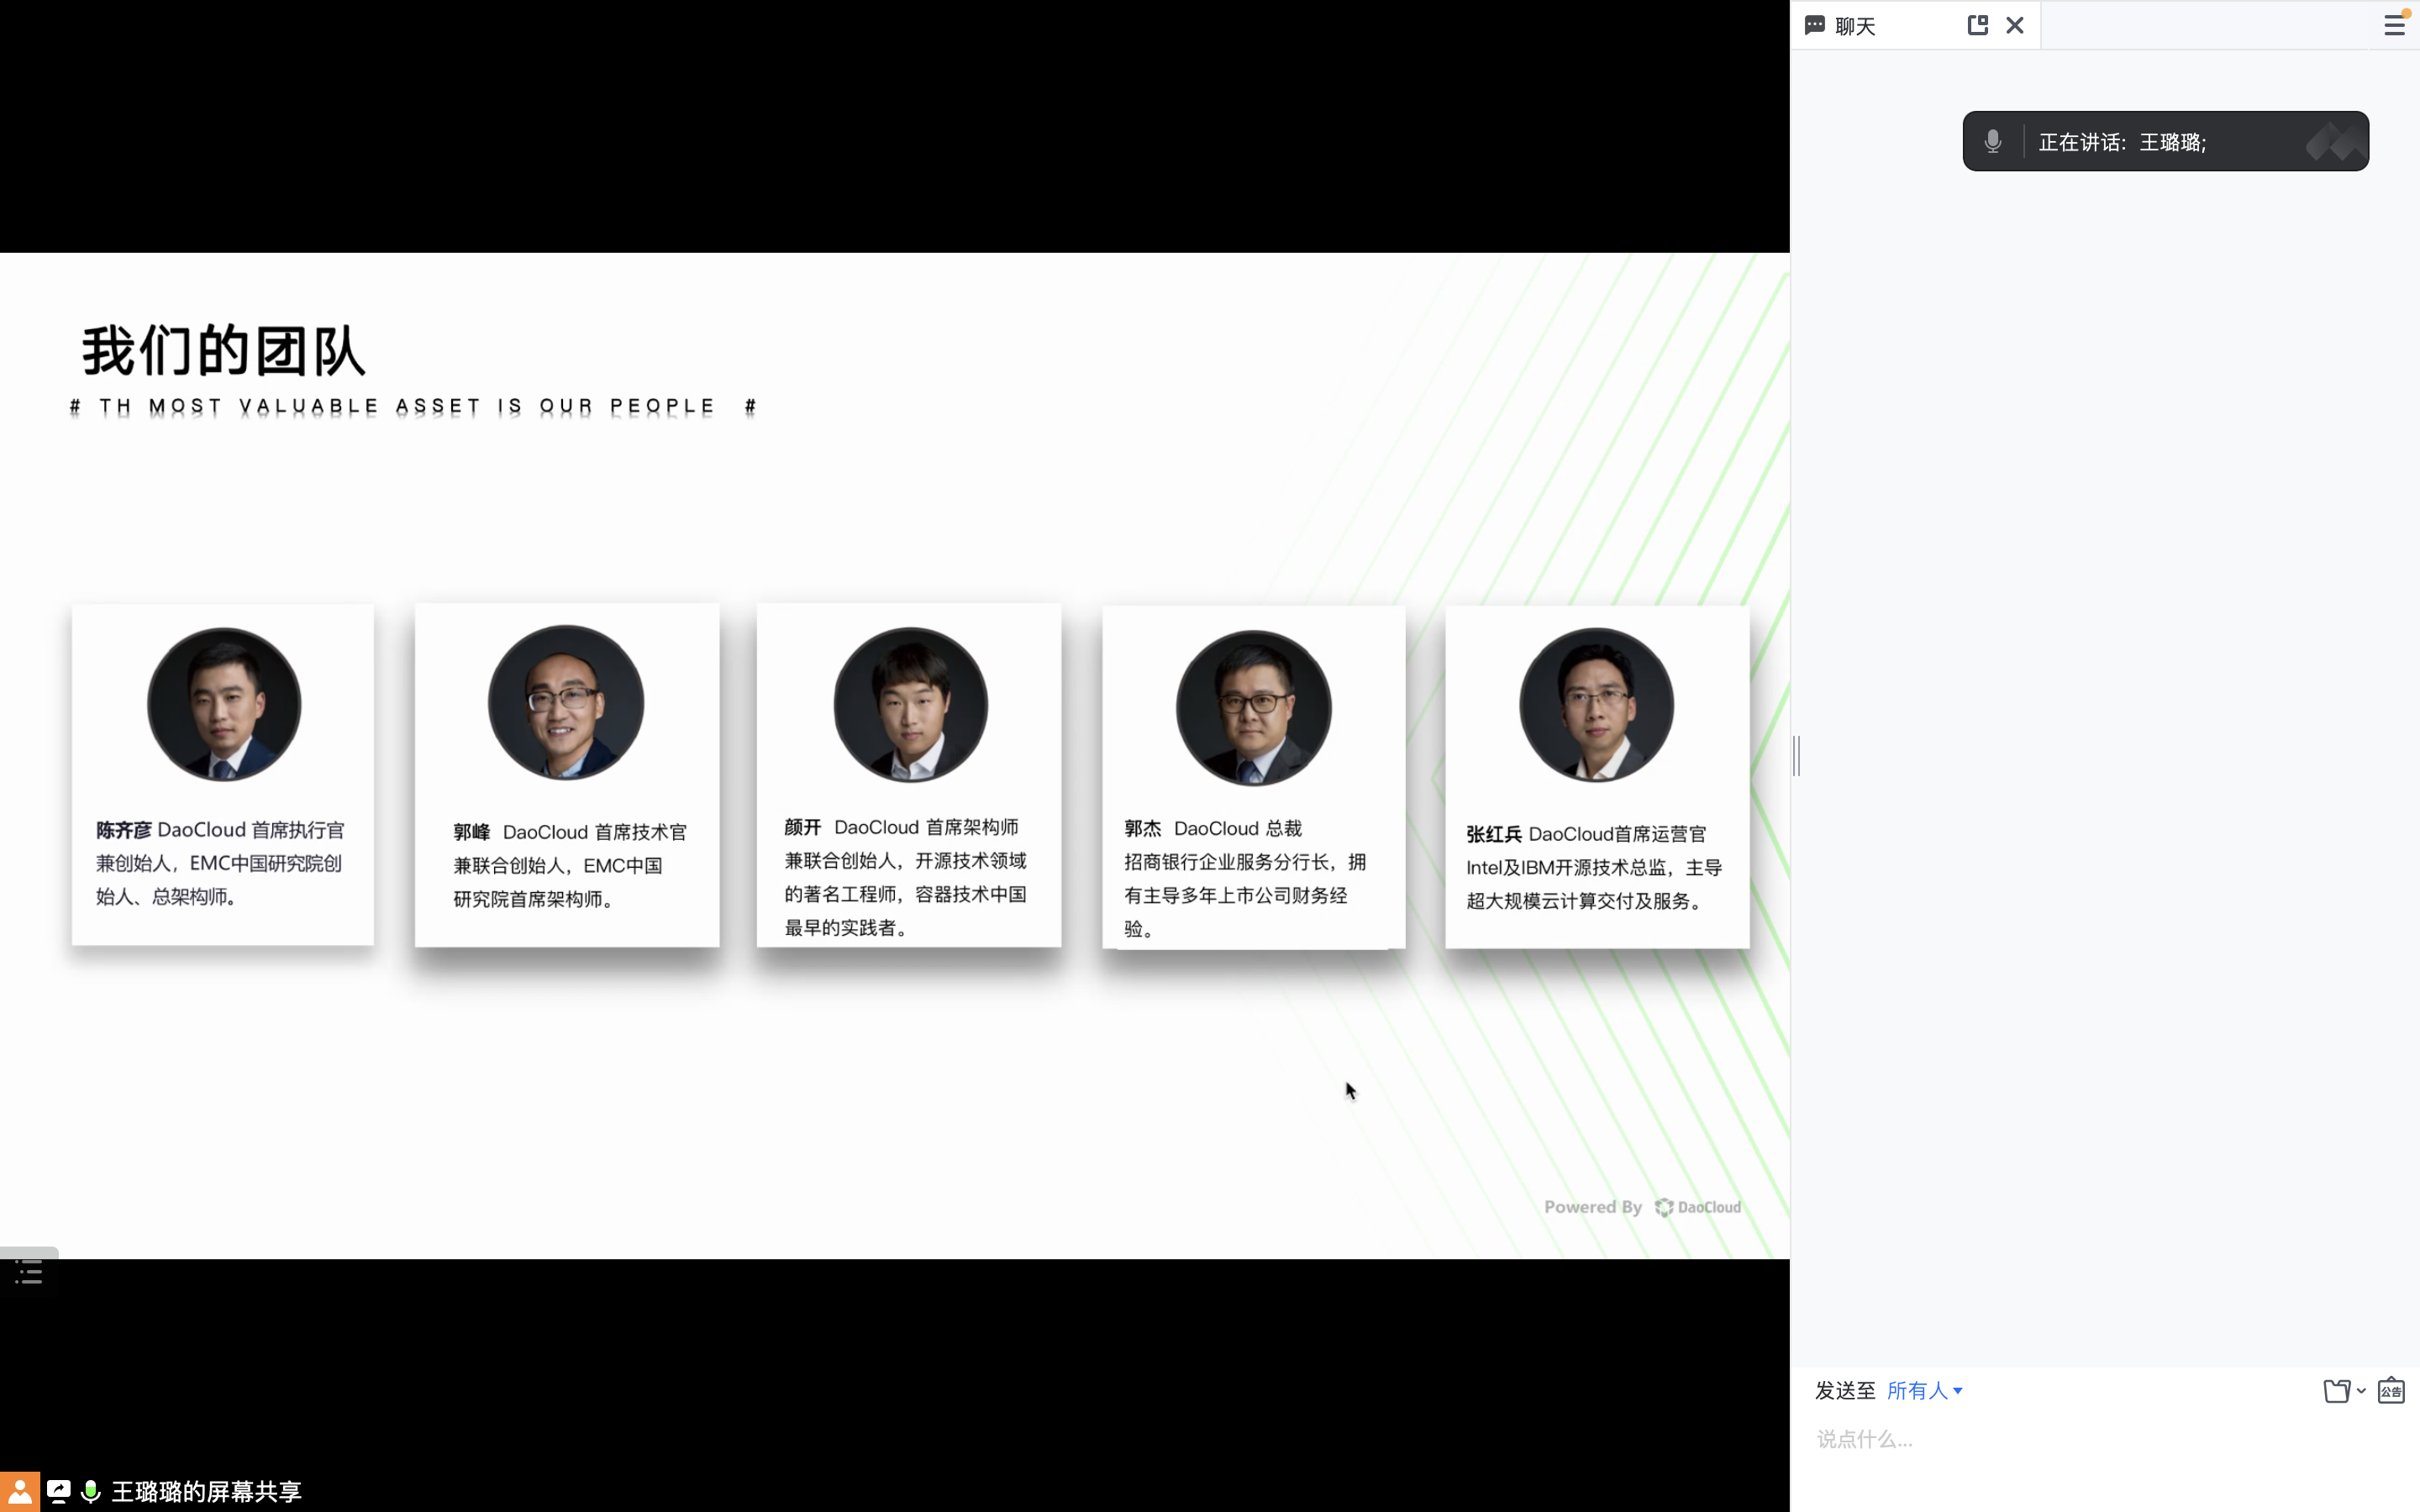 聊天
正在讲话: 王璐璐;
我们的团队
# TH MOST VALUABLE ASSET IS OUR PEOPLE #
陈齐彦 DaoCloud 首席执行官
兼创始人，EMC中国研究院创
始人、总架构师。
郭峰 DaoCloud 首席技术官
兼联合创始人，EMC中国
研究院首席架构师。
颜开 DaoCloud 首席架构师
兼联合创始人，开源技术领域
的著名工程师，容器技术中国
最早的实践者。
郭杰 DaoCloud 总裁
招商银行企业服务分行长，拥
有主导多年上市公司财务经
验。
张红兵 DaoCloud首席运营官
Intel及IBM开源技术总监，主导
超大规模云计算交付及服务。
Powered By DaoCloud
发送至 所有人
公告
说点什么...
王璐璐的屏幕共享